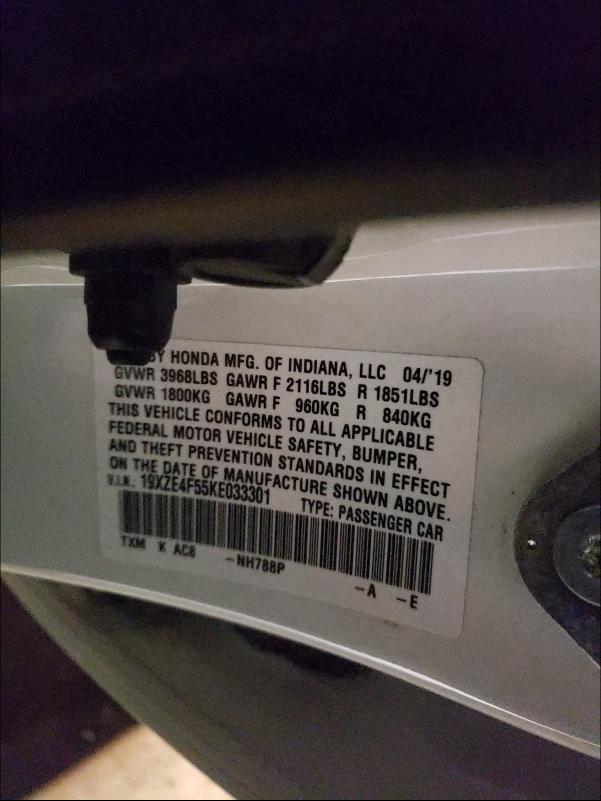 BY HONDA MFG. OF INDIANA, LLC 04/'19
GVWR 3968LBS GAWR F 2116LBS R 1851LBS
GVWR 1800KG GAWR F 960KG R 840KG
THIS VEHICLE CONFORMS TO ALL APPLICABLE
FEDERAL MOTOR VEHICLE SAFETY, BUMPER,
AND THEFT PREVENTION STANDARDS IN EFFECT
ON THE DATE OF MANUFACTURE SHOWN ABOVE.
V.I.N.: 19XZE4F55KE033301 TYPE: PASSENGER CAR
TXM K AC8 -NH788P -A -E